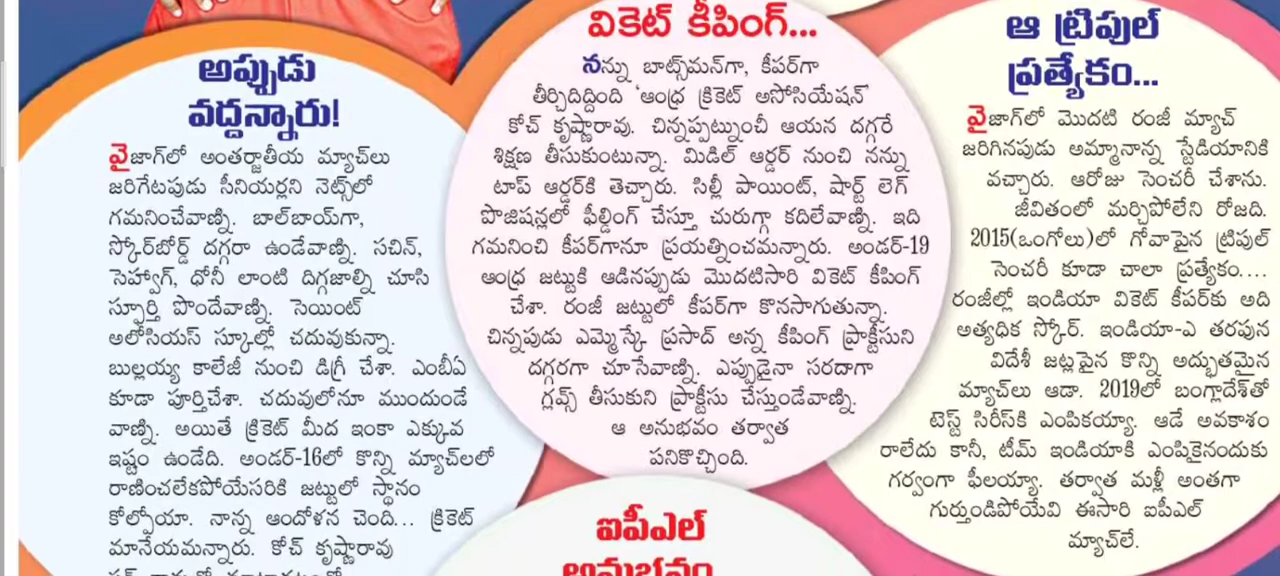 అప్పుడు
వద్దన్నారు!
వైజాగ్‌లో అంతర్జాతీయ మ్యాచ్‌లు
జరిగేటపుడు సీనియర్లని నెట్స్‌లో
గమనించేవాణ్ని. బాల్‌బాయ్‌గా,
స్కోర్‌బోర్డ్ దగ్గరా ఉండేవాణ్ని. సచిన్,
సెహ్వాగ్, ధోనీ లాంటి దిగ్గజాల్ని చూసి
స్ఫూర్తి పొందేవాణ్ని. సెయింట్
అలోసియస్ స్కూల్లో చదువుకున్నా.
బుల్లయ్య కాలేజీ నుంచి డిగ్రీ చేశా. ఎంబీఏ
కూడా పూర్తిచేశా. చదువులోనూ ముందుండే
వాణ్ని. అయితే క్రికెట్ మీద ఇంకా ఎక్కువ
ఇష్టం ఉండేది. అండర్-16లో కొన్ని మ్యాచ్‌లలో
రాణించలేకపోయేసరికి జట్టులో స్థానం
కోల్పోయా. నాన్న ఆందోళన చెంది... క్రికెట్
మానేయమన్నారు. కోచ్ కృష్ణారావు
వికెట్ కీపింగ్...
నన్ను బాట్స్‌మన్‌గా, కీపర్‌గా
తీర్చిదిద్దింది 'ఆంధ్ర క్రికెట్ అసోసియేషన్'
కోచ్ కృష్ణారావు. చిన్నప్పట్నుంచీ ఆయన దగ్గరే
శిక్షణ తీసుకుంటున్నా. మిడిల్ ఆర్డర్ నుంచి నన్ను
టాప్ ఆర్డర్‌కి తెచ్చారు. సిల్లీ పాయింట్, షార్ట్ లెగ్
పొజిషన్లలో ఫీల్డింగ్ చేస్తూ చురుగ్గా కదిలేవాణ్ని. ఇది
గమనించి కీపర్‌గానూ ప్రయత్నించమన్నారు. అండర్-19
ఆంధ్ర జట్టుకి ఆడినప్పుడు మొదటిసారి వికెట్ కీపింగ్
చేశా. రంజీ జట్టులో కీపర్‌గా కొనసాగుతున్నా.
చిన్నపుడు ఎమ్మెస్కే ప్రసాద్ అన్న కీపింగ్ ప్రాక్టీసుని
దగ్గరగా చూసేవాణ్ని. ఎప్పుడైనా సరదాగా
గ్లవ్స్ తీసుకుని ప్రాక్టీసు చేస్తుండేవాణ్ని.
ఆ అనుభవం తర్వాత
పనికొచ్చింది.
ఆ ట్రిపుల్
ప్రత్యేకం...
వైజాగ్‌లో మొదటి రంజీ మ్యాచ్
జరిగినపుడు అమ్మానాన్న స్టేడియానికి
వచ్చారు. ఆరోజు సెంచరీ చేశాను.
జీవితంలో మర్చిపోలేని రోజది.
2015(ఒంగోలు)లో గోవాపైన ట్రిపుల్
సెంచరీ కూడా చాలా ప్రత్యేకం....
రంజీల్లో ఇండియా వికెట్ కీపర్‌కు అది
అత్యధిక స్కోర్. ఇండియా-ఎ తరపున
విదేశీ జట్లపైన కొన్ని అద్భుతమైన
మ్యాచ్‌లు ఆడా. 2019లో బంగ్లాదేశ్‌తో
టెస్ట్ సిరీస్‌కి ఎంపికయ్యా. ఆడే అవకాశం
రాలేదు కానీ, టీమ్ ఇండియాకి ఎంపికైనందుకు
గర్వంగా ఫీలయ్యా. తర్వాత మళ్లీ అంతగా
గుర్తుండిపోయేవి ఈసారి ఐపీఎల్
మ్యాచ్‌లే.
ఐపీఎల్
అనుభవం